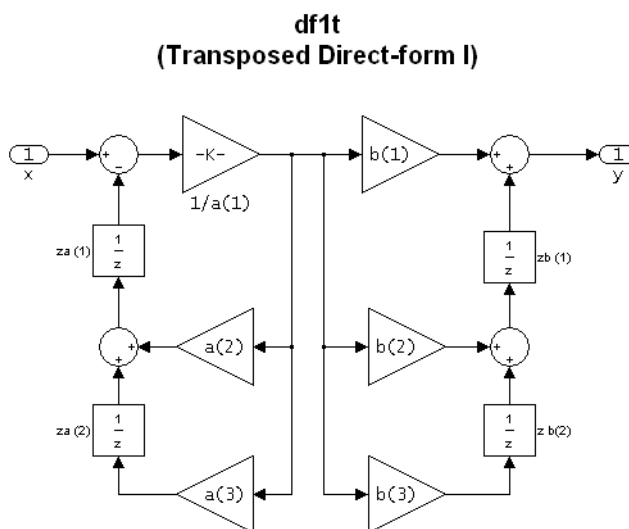 df1t
(Transposed Direct-form I)
1
x
+
−
-K-
1/a(1)
b(1)
+
+
1
y
za (1)
1
z
1
z
zb (1)
+
+
a(2)
b(2)
+
+
za (2)
1
z
1
z
z b(2)
a(3)
b(3)